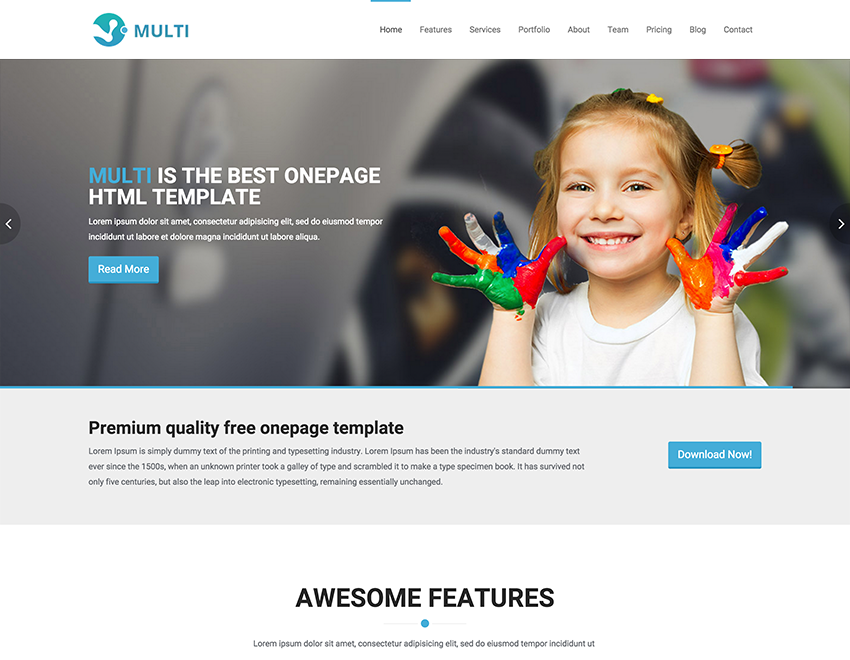 MULTI
Home Features Services Portfolio About Team Pricing Blog Contact
MULTI IS THE BEST ONEPAGE
HTML TEMPLATE
Lorem ipsum dolor sit amet, consectetur adipisicing elit, sed do eiusmod tempor
incididunt ut labore et dolore magna incididunt ut labore aliqua.
Read More
Premium quality free onepage template
Lorem Ipsum is simply dummy text of the printing and typesetting industry. Lorem Ipsum has been the industry's standard dummy text
ever since the 1500s, when an unknown printer took a galley of type and scrambled it to make a type specimen book. It has survived not
only five centuries, but also the leap into electronic typesetting, remaining essentially unchanged.
Download Now!
AWESOME FEATURES
Lorem ipsum dolor sit amet, consectetur adipisicing elit, sed do eiusmod tempor incididunt ut